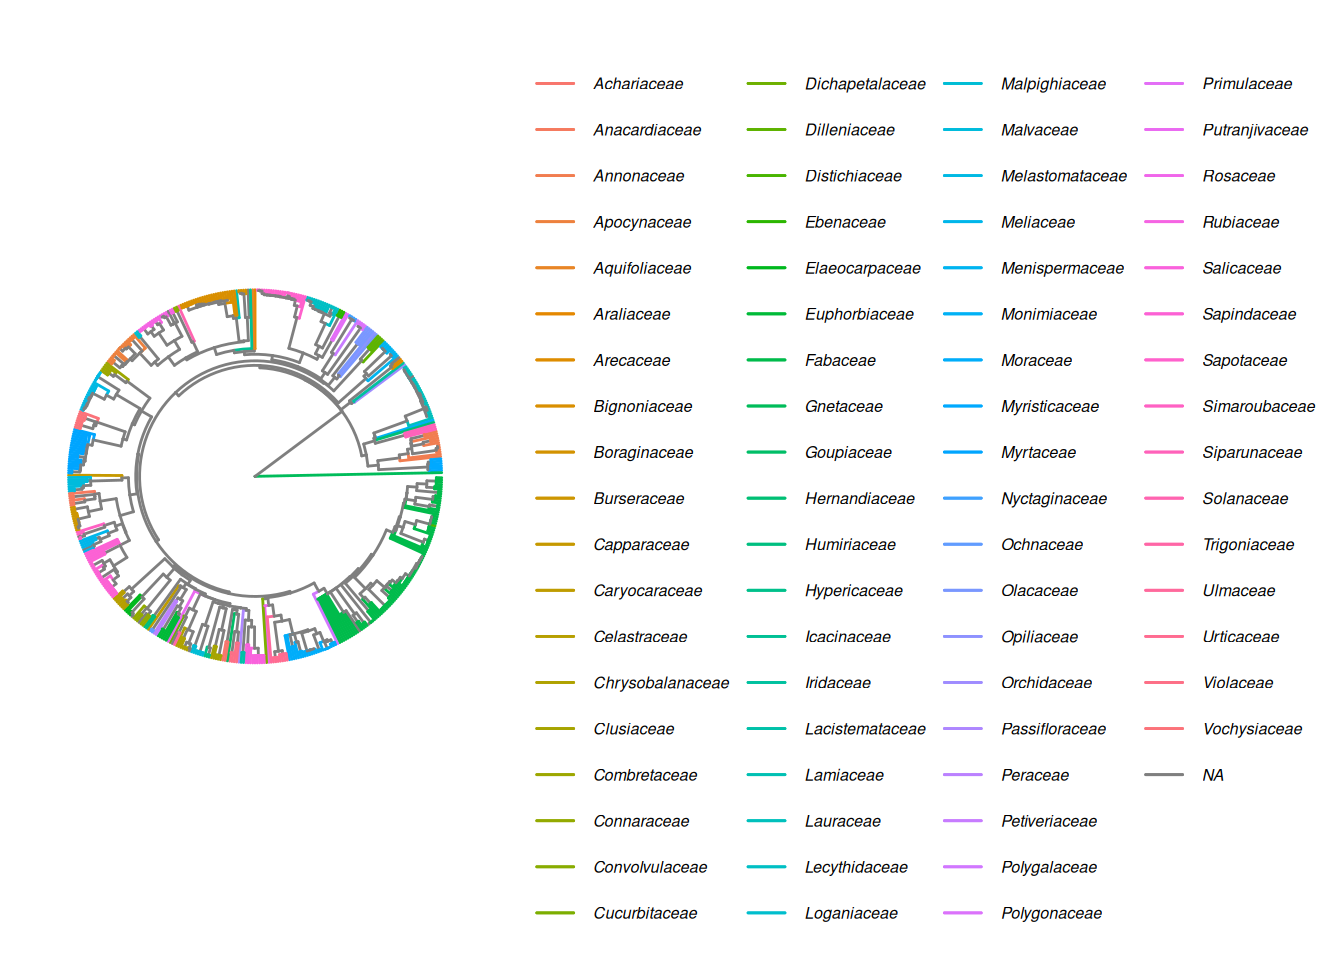 Achariaceae
Anacardiaceae
Annonaceae
Apocynaceae
Aquifoliaceae
Araliaceae
Arecaceae
Bignoniaceae
Boraginaceae
Burseraceae
Capparaceae
Caryocaraceae
Celastraceae
Chrysobalanaceae
Clusiaceae
Combretaceae
Connaraceae
Convolvulaceae
Cucurbitaceae
Dichapetalaceae
Dilleniaceae
Distichiaceae
Ebenaceae
Elaeocarpaceae
Euphorbiaceae
Fabaceae
Gnetaceae
Goupiaceae
Hernandiaceae
Humiriaceae
Hypericaceae
Icacinaceae
Iridaceae
Lacistemataceae
Lamiaceae
Lauraceae
Lecythidaceae
Loganiaceae
Malpighiaceae
Malvaceae
Melastomataceae
Meliaceae
Menispermaceae
Monimiaceae
Moraceae
Myristicaceae
Myrtaceae
Nyctaginaceae
Ochnaceae
Olacaceae
Opiliaceae
Orchidaceae
Passifloraceae
Peraceae
Petiveriaceae
Polygalaceae
Polygonaceae
Primulaceae
Putranjivaceae
Rosaceae
Rubiaceae
Salicaceae
Sapindaceae
Sapotaceae
Simaroubaceae
Siparunaceae
Solanaceae
Trigoniaceae
Ulmaceae
Urticaceae
Violaceae
Vochysiaceae
NA